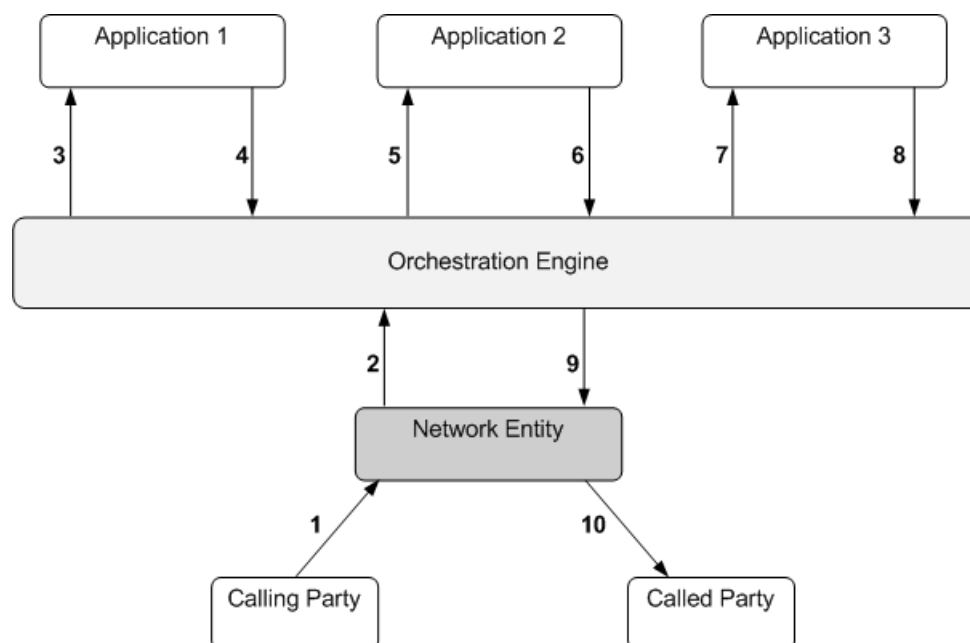 Application 1
Application 2
Application 3
3
4
5
6
7
8
Orchestration Engine
2
9
Network Entity
1
10
Calling Party
Called Party